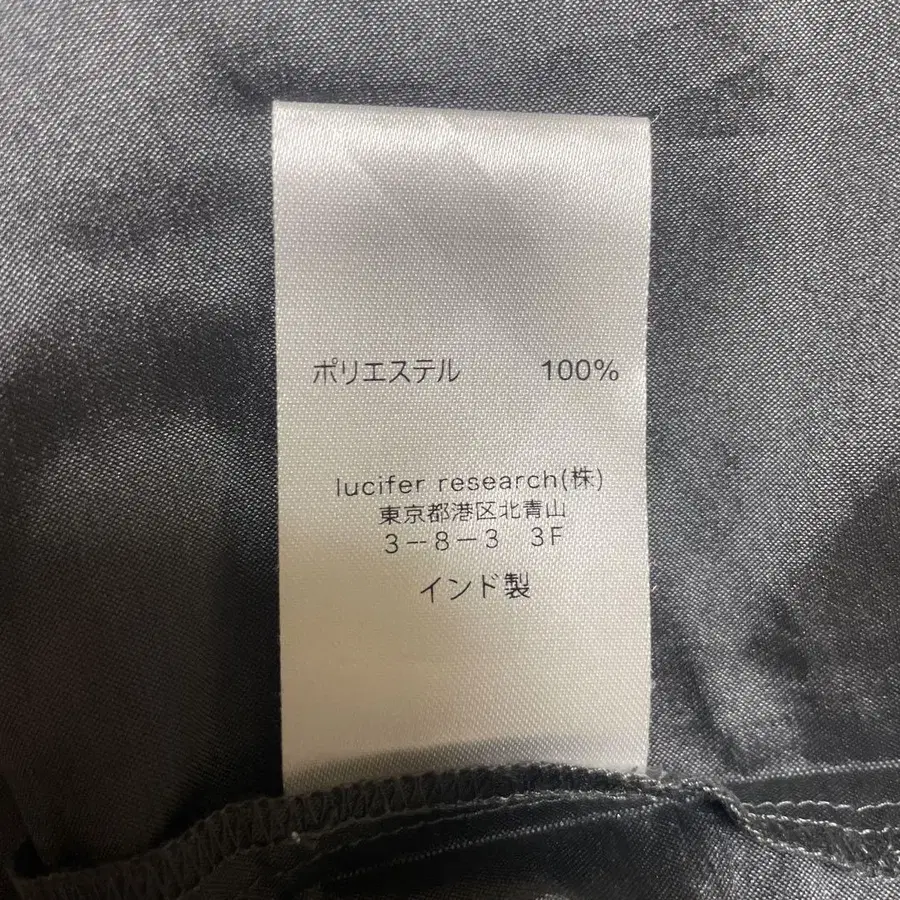 ポリエステル 100%
lucifer research(株)
東京都港区北青山
3-8-3 3F
インド製